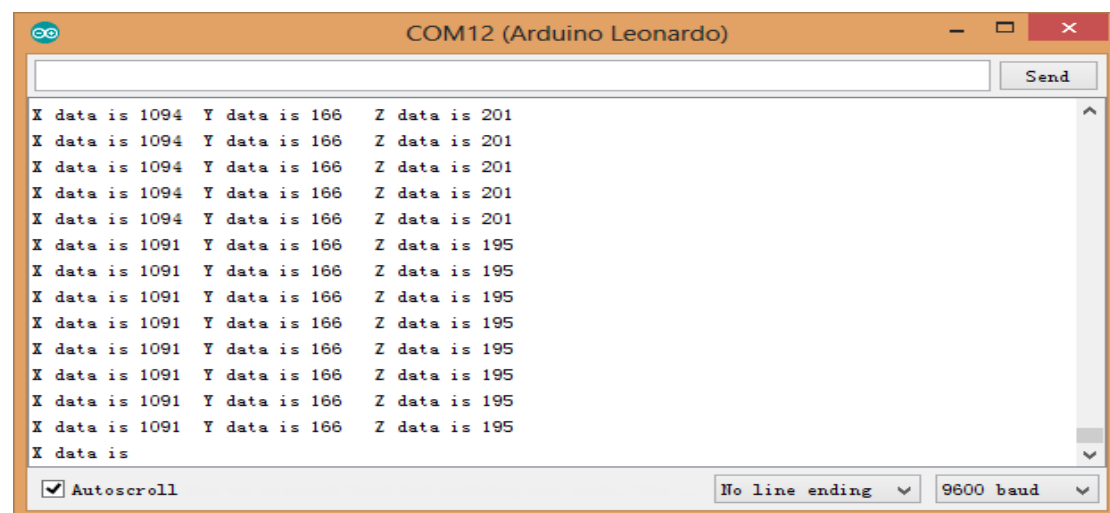 COM12 (Arduino Leonardo)
Send
X data is 1094 Y data is 166 Z data is 201
X data is 1094 Y data is 166 Z data is 201
X data is 1094 Y data is 166 Z data is 201
X data is 1094 Y data is 166 Z data is 201
X data is 1094 Y data is 166 Z data is 201
X data is 1091 Y data is 166 Z data is 195
X data is 1091 Y data is 166 Z data is 195
X data is 1091 Y data is 166 Z data is 195
X data is 1091 Y data is 166 Z data is 195
X data is 1091 Y data is 166 Z data is 195
X data is 1091 Y data is 166 Z data is 195
X data is 1091 Y data is 166 Z data is 195
X data is 1091 Y data is 166 Z data is 195
X data is
Autoscroll No line ending 9600 baud